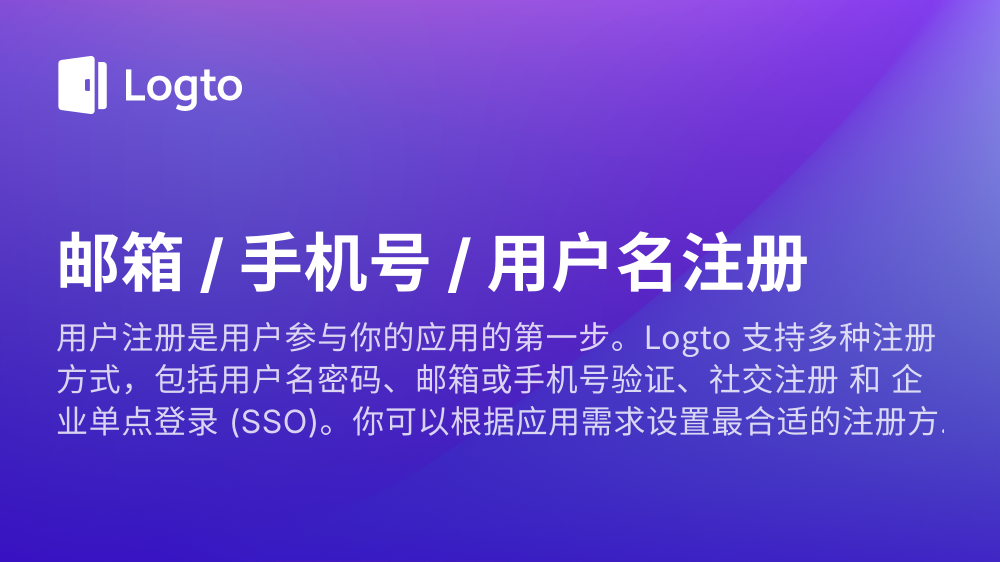 Logto
邮箱 / 手机号 / 用户名注册
用户注册是用户参与你的应用的第一步。Logto 支持多种注册
方式，包括用户名密码、邮箱或手机号验证、社交注册 和 企
业单点登录 (SSO)。你可以根据应用需求设置最合适的注册方.